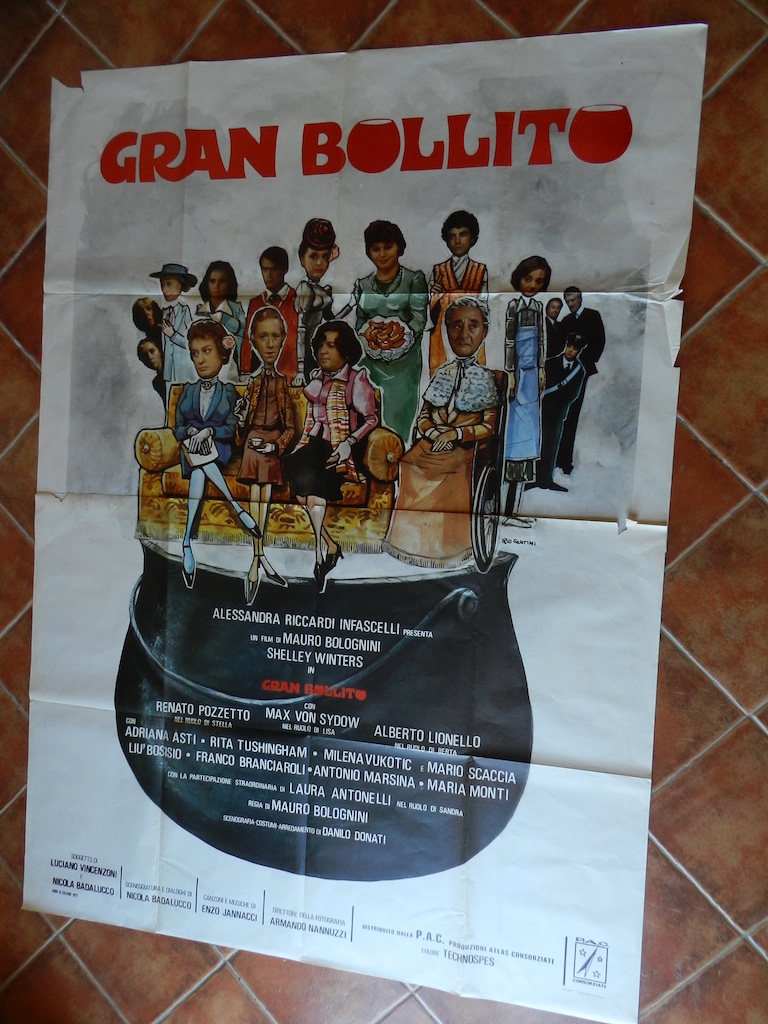 GRAN BOLLITO
RIO FANTINI
ALESSANDRA RICCARDI INFASCELLI PRESENTA
UN FILM DI MAURO BOLOGNINI
SHELLEY WINTERS
IN
GRAN BOLLITO
CON
RENATO POZZETTO MAX VON SYDOW ALBERTO LIONELLO
NEL RUOLO DI STELLA NEL RUOLO DI LISA NEL RUOLO DI BERTA
CON ADRIANA ASTI • RITA TUSHINGHAM • MILENA VUKOTIC E MARIO SCACCIA
LIU' BOSISIO • FRANCO BRANCIAROLI • ANTONIO MARSINA • MARIA MONTI
CON LA PARTECIPAZIONE STRAORDINARIA DI LAURA ANTONELLI NEL RUOLO DI SANDRA
REGIA DI MAURO BOLOGNINI
SCENOGRAFIA-COSTUMI-ARREDAMENTO DI DANILO DONATI
SOGGETTO DI
LUCIANO VINCENZONI
E
NICOLA BADALUCCO
SCENEGGIATURA E DIALOGHI DI
NICOLA BADALUCCO
CANZONI E MUSICHE DI
ENZO JANNACCI
DIRETTORE DELLA FOTOGRAFIA
ARMANDO NANNUZZI
DISTRIBUITO DALLA P.A.C. PRODUZIONI ATLAS CONSORZIATE
COLORE TECHNOSPES
P.A.C
CONSORZIATE